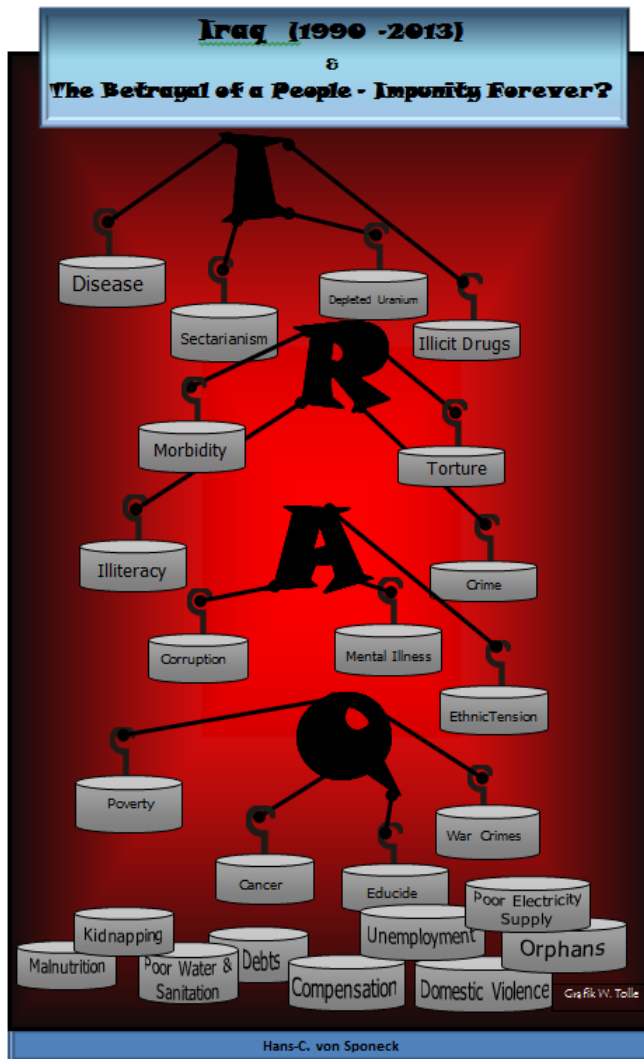 Iraq (1990 -2013)
&
The Betrayal of a People - Impunity Forever?
I
Disease
Sectarianism
Depleted Uranium
Illicit Drugs
R
Morbidity
Torture
Illiteracy
Crime
A
Corruption
Mental Illness
EthnicTension
Q
Poverty
War Crimes
Cancer
Educide
Poor Electricity
Supply
Kidnapping
Unemployment
Orphans
Malnutrition
Poor Water &
Sanitation
Debts
Compensation
Domestic Violence
Grafik W. Tolle
Hans-C. von Sponeck